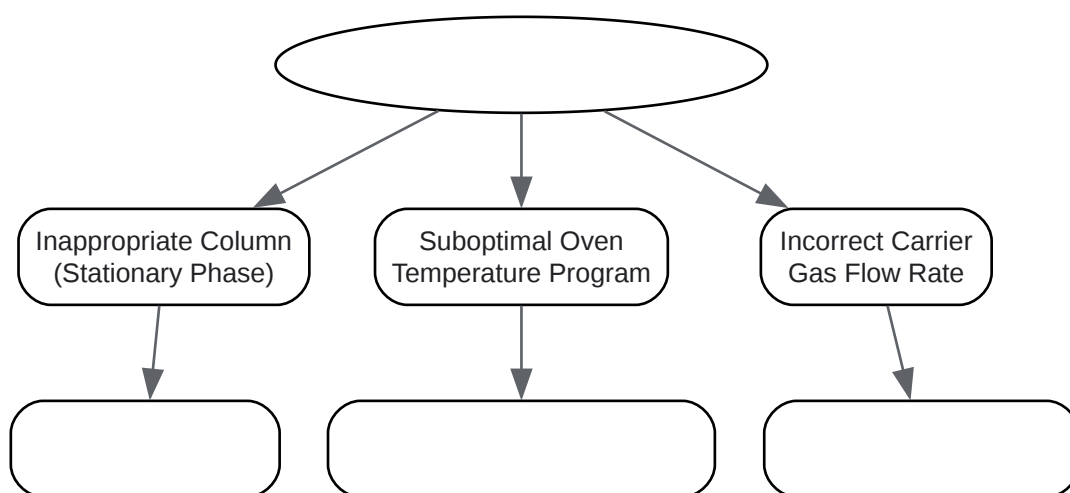 Inappropriate Column
(Stationary Phase)
Suboptimal Oven
Temperature Program
Incorrect Carrier
Gas Flow Rate